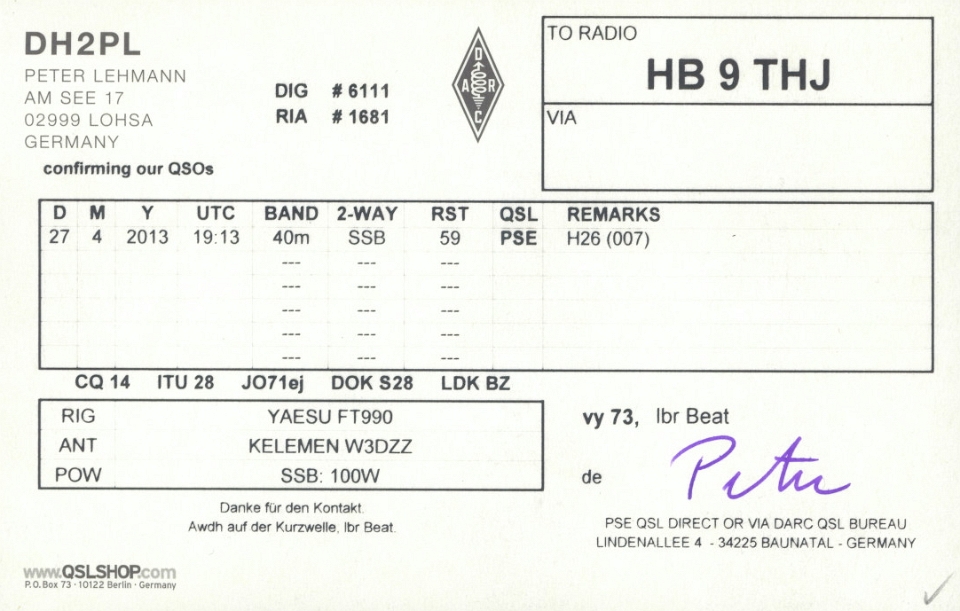 DH2PL
PETER LEHMANN
AM SEE 17
02999 LOHSA
GERMANY
DIG # 6111
RIA # 1681
D
A R
C
TO RADIO
HB 9 THJ
VIA
confirming our QSOs
D M Y UTC BAND 2-WAY RST QSL REMARKS
27 4 2013 19:13 40m SSB 59 PSE H26 (007)
--- --- ---
--- --- ---
--- --- ---
--- --- ---
--- --- ---
CQ 14 ITU 28 JO71ej DOK S28 LDK BZ
RIG YAESU FT990
ANT KELEMEN W3DZZ
POW SSB: 100W
Danke für den Kontakt.
Awdh auf der Kurzwelle, lbr Beat.
vy 73, lbr Beat
de Peter
PSE QSL DIRECT OR VIA DARC QSL BUREAU
LINDENALLEE 4 - 34225 BAUNATAL - GERMANY
www.QSLSHOP.com
P.O.Box 73 · 10122 Berlin · Germany